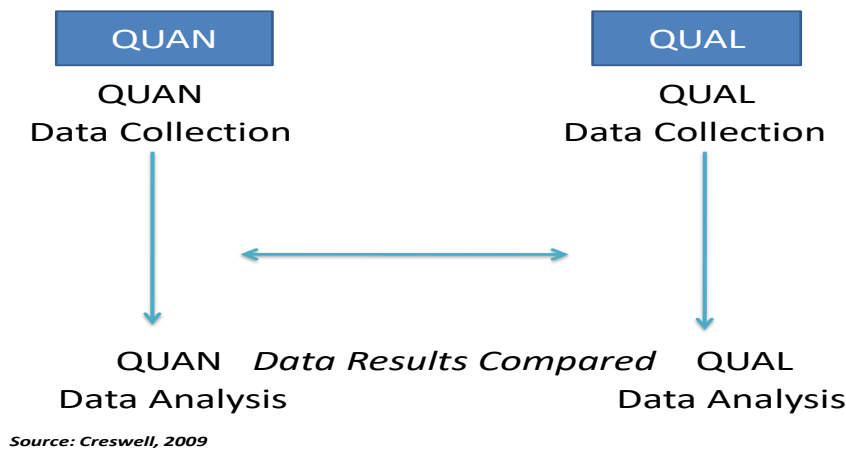 QUAN
QUAL
QUAN
Data Collection
QUAL
Data Collection
QUAN Data Results Compared QUAL
Data Analysis
Data Analysis
Source: Creswell, 2009